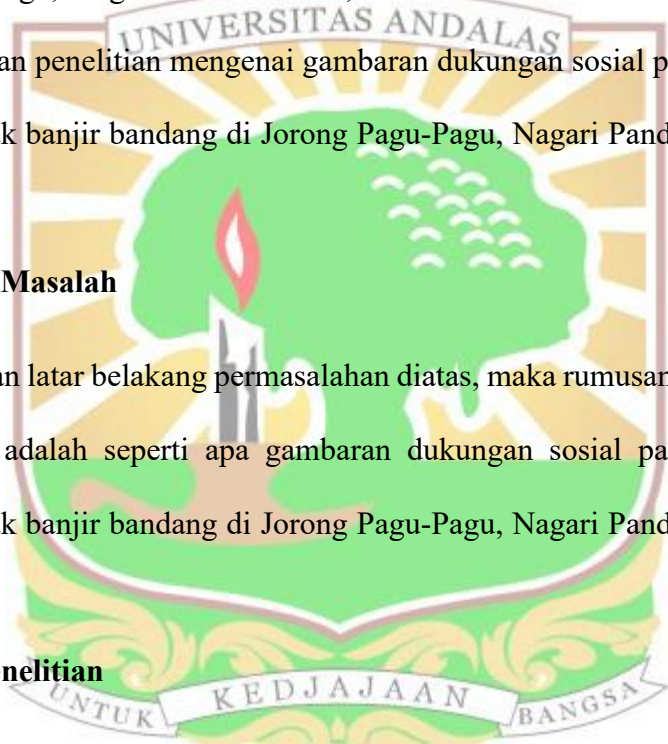 UNIVERSITAS ANDALAS
an penelitian mengenai gambaran dukungan sosial p
k banjir bandang di Jorong Pagu-Pagu, Nagari Pand
Masalah
an latar belakang permasalahan diatas, maka rumusan
adalah seperti apa gambaran dukungan sosial pa
k banjir bandang di Jorong Pagu-Pagu, Nagari Pand
enelitian
UNTUK KEDJAJAAN BANGSA